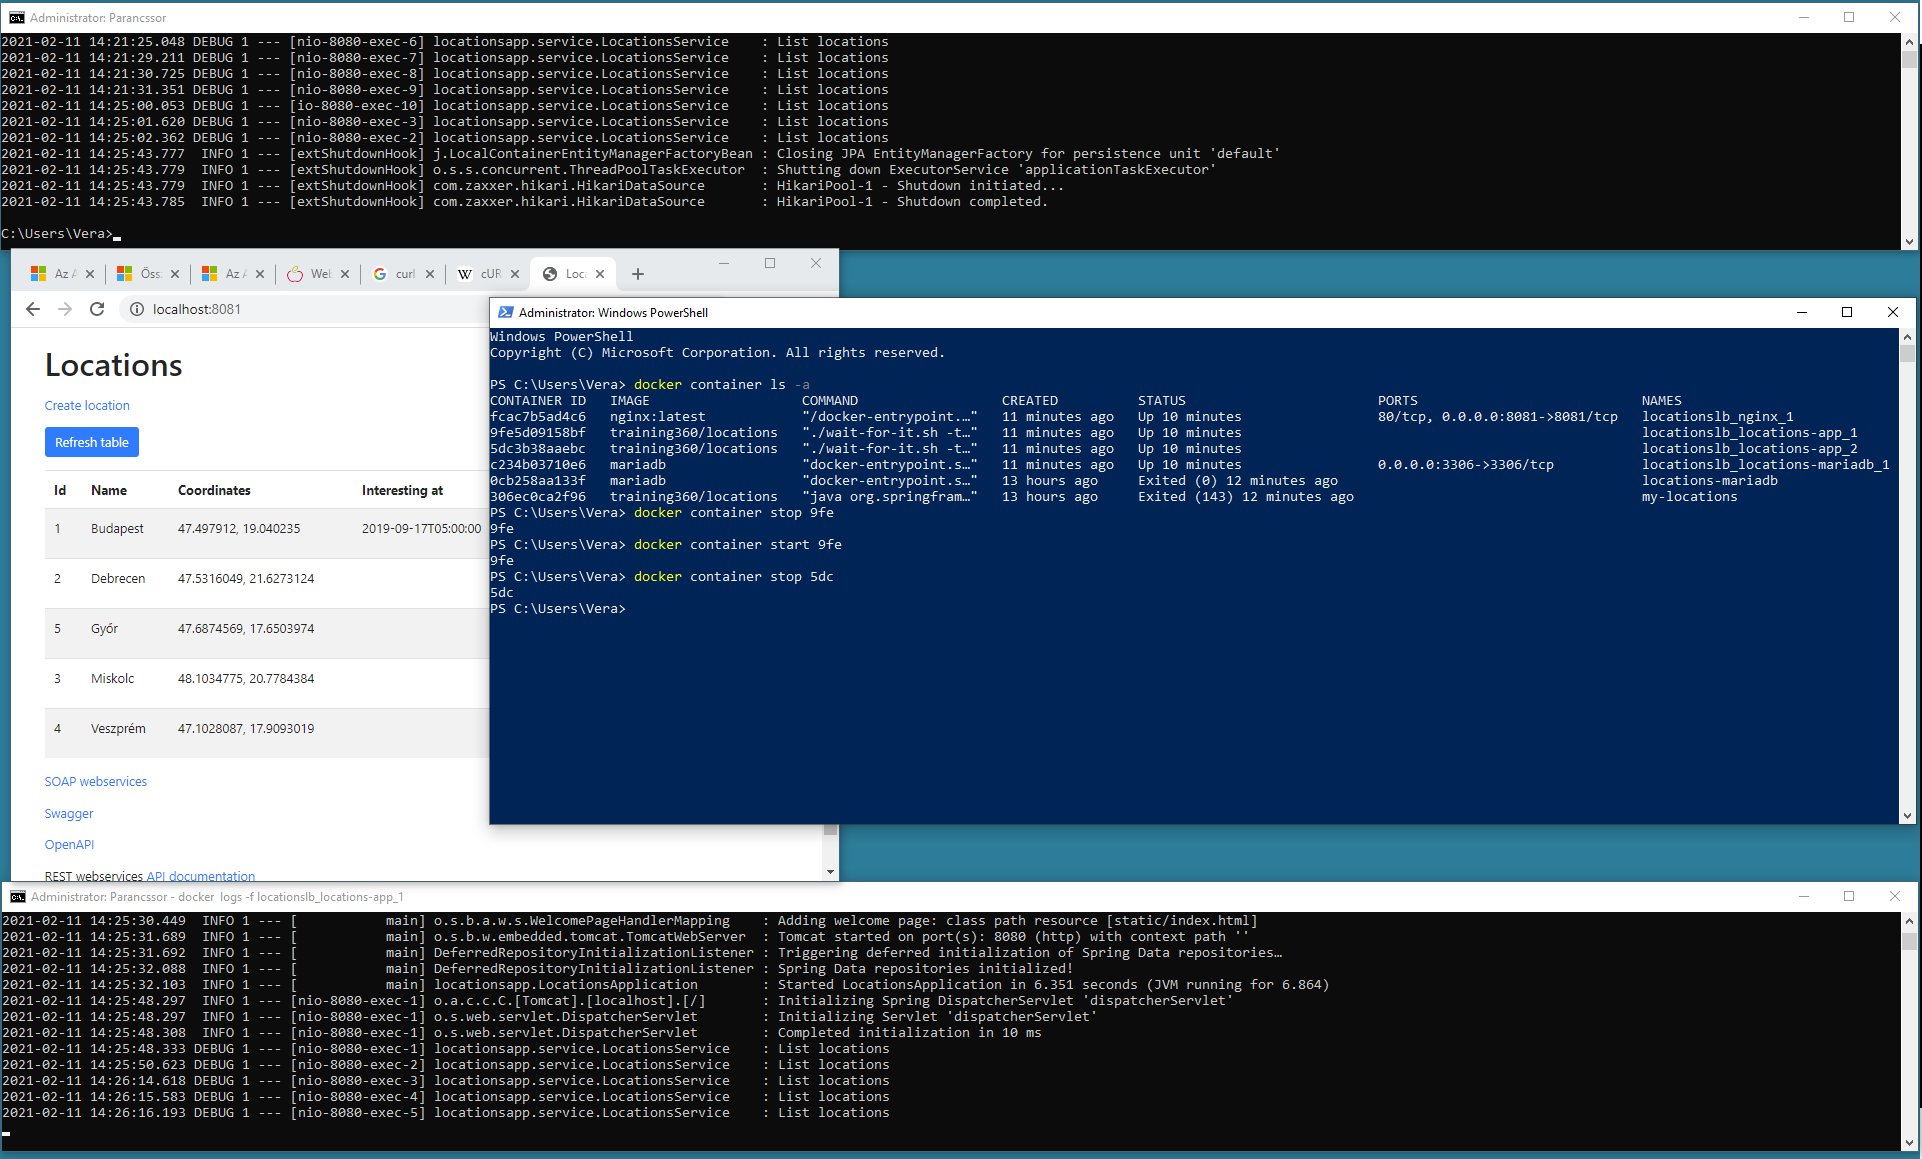 Administrator: Parancssor
2021-02-11 14:21:25.048 DEBUG 1 --- [nio-8080-exec-6] locationsapp.service.LocationsService    : List locations
2021-02-11 14:21:29.211 DEBUG 1 --- [nio-8080-exec-7] locationsapp.service.LocationsService    : List locations
2021-02-11 14:21:30.725 DEBUG 1 --- [nio-8080-exec-8] locationsapp.service.LocationsService    : List locations
2021-02-11 14:21:31.351 DEBUG 1 --- [nio-8080-exec-9] locationsapp.service.LocationsService    : List locations
2021-02-11 14:25:00.053 DEBUG 1 --- [io-8080-exec-10] locationsapp.service.LocationsService    : List locations
2021-02-11 14:25:01.620 DEBUG 1 --- [nio-8080-exec-3] locationsapp.service.LocationsService    : List locations
2021-02-11 14:25:02.362 DEBUG 1 --- [nio-8080-exec-2] locationsapp.service.LocationsService    : List locations
2021-02-11 14:25:43.777  INFO 1 --- [extShutdownHook] j.LocalContainerEntityManagerFactoryBean : Closing JPA EntityManagerFactory for persistence unit 'default'
2021-02-11 14:25:43.779  INFO 1 --- [extShutdownHook] o.s.s.concurrent.ThreadPoolTaskExecutor  : Shutting down ExecutorService 'applicationTaskExecutor'
2021-02-11 14:25:43.779  INFO 1 --- [extShutdownHook] com.zaxxer.hikari.HikariDataSource       : HikariPool-1 - Shutdown initiated...
2021-02-11 14:25:43.785  INFO 1 --- [extShutdownHook] com.zaxxer.hikari.HikariDataSource       : HikariPool-1 - Shutdown completed.
C:\Users\Vera>
Az A Öss: Az A Web curl W cUR Loc
localhost:8081
Locations
Create location
Refresh table
Id Name Coordinates Interesting at
1 Budapest 47.497912, 19.040235 2019-09-17T05:00:00
2 Debrecen 47.5316049, 21.6273124
5 Győr 47.6874569, 17.6503974
3 Miskolc 48.1034775, 20.7784384
4 Veszprém 47.1028087, 17.9093019
SOAP webservices
Swagger
OpenAPI
REST webservices API documentation
Administrator: Windows PowerShell
Windows PowerShell
Copyright (C) Microsoft Corporation. All rights reserved.
PS C:\Users\Vera> docker container ls -a
CONTAINER ID   IMAGE                   COMMAND                  CREATED          STATUS                        PORTS                            NAMES
fcac7b5ad4c6   nginx:latest            "/docker-entrypoint.…"   11 minutes ago   Up 10 minutes                 80/tcp, 0.0.0.0:8081->8081/tcp   locationslb_nginx_1
9fe5d09158bf   training360/locations   "./wait-for-it.sh -t…"   11 minutes ago   Up 10 minutes                                                  locationslb_locations-app_1
5dc3b38aaebc   training360/locations   "./wait-for-it.sh -t…"   11 minutes ago   Up 10 minutes                                                  locationslb_locations-app_2
c234b03710e6   mariadb                 "docker-entrypoint.s…"   11 minutes ago   Up 10 minutes                 0.0.0.0:3306->3306/tcp           locationslb_locations-mariadb_1
0cb258aa133f   mariadb                 "docker-entrypoint.s…"   13 hours ago     Exited (0) 12 minutes ago                                      locations-mariadb
306ec0ca2f96   training360/locations   "java org.springfram…"   13 hours ago     Exited (143) 12 minutes ago                                    my-locations
PS C:\Users\Vera> docker container stop 9fe
9fe
PS C:\Users\Vera> docker container start 9fe
9fe
PS C:\Users\Vera> docker container stop 5dc
5dc
PS C:\Users\Vera>
Administrator: Parancssor - docker  logs -f locationslb_locations-app_1
2021-02-11 14:25:30.449  INFO 1 --- [           main] o.s.b.a.w.s.WelcomePageHandlerMapping    : Adding welcome page: class path resource [static/index.html]
2021-02-11 14:25:31.689  INFO 1 --- [           main] o.s.b.w.embedded.tomcat.TomcatWebServer  : Tomcat started on port(s): 8080 (http) with context path ''
2021-02-11 14:25:31.692  INFO 1 --- [           main] DeferredRepositoryInitializationListener : Triggering deferred initialization of Spring Data repositories…
2021-02-11 14:25:32.088  INFO 1 --- [           main] DeferredRepositoryInitializationListener : Spring Data repositories initialized!
2021-02-11 14:25:32.103  INFO 1 --- [           main] locationsapp.LocationsApplication        : Started LocationsApplication in 6.351 seconds (JVM running for 6.864)
2021-02-11 14:25:48.297  INFO 1 --- [nio-8080-exec-1] o.a.c.c.C.[Tomcat].[localhost].[/]       : Initializing Spring DispatcherServlet 'dispatcherServlet'
2021-02-11 14:25:48.297  INFO 1 --- [nio-8080-exec-1] o.s.web.servlet.DispatcherServlet        : Initializing Servlet 'dispatcherServlet'
2021-02-11 14:25:48.308  INFO 1 --- [nio-8080-exec-1] o.s.web.servlet.DispatcherServlet        : Completed initialization in 10 ms
2021-02-11 14:25:48.333 DEBUG 1 --- [nio-8080-exec-1] locationsapp.service.LocationsService    : List locations
2021-02-11 14:25:50.623 DEBUG 1 --- [nio-8080-exec-2] locationsapp.service.LocationsService    : List locations
2021-02-11 14:26:14.618 DEBUG 1 --- [nio-8080-exec-3] locationsapp.service.LocationsService    : List locations
2021-02-11 14:26:15.583 DEBUG 1 --- [nio-8080-exec-4] locationsapp.service.LocationsService    : List locations
2021-02-11 14:26:16.193 DEBUG 1 --- [nio-8080-exec-5] locationsapp.service.LocationsService    : List locations